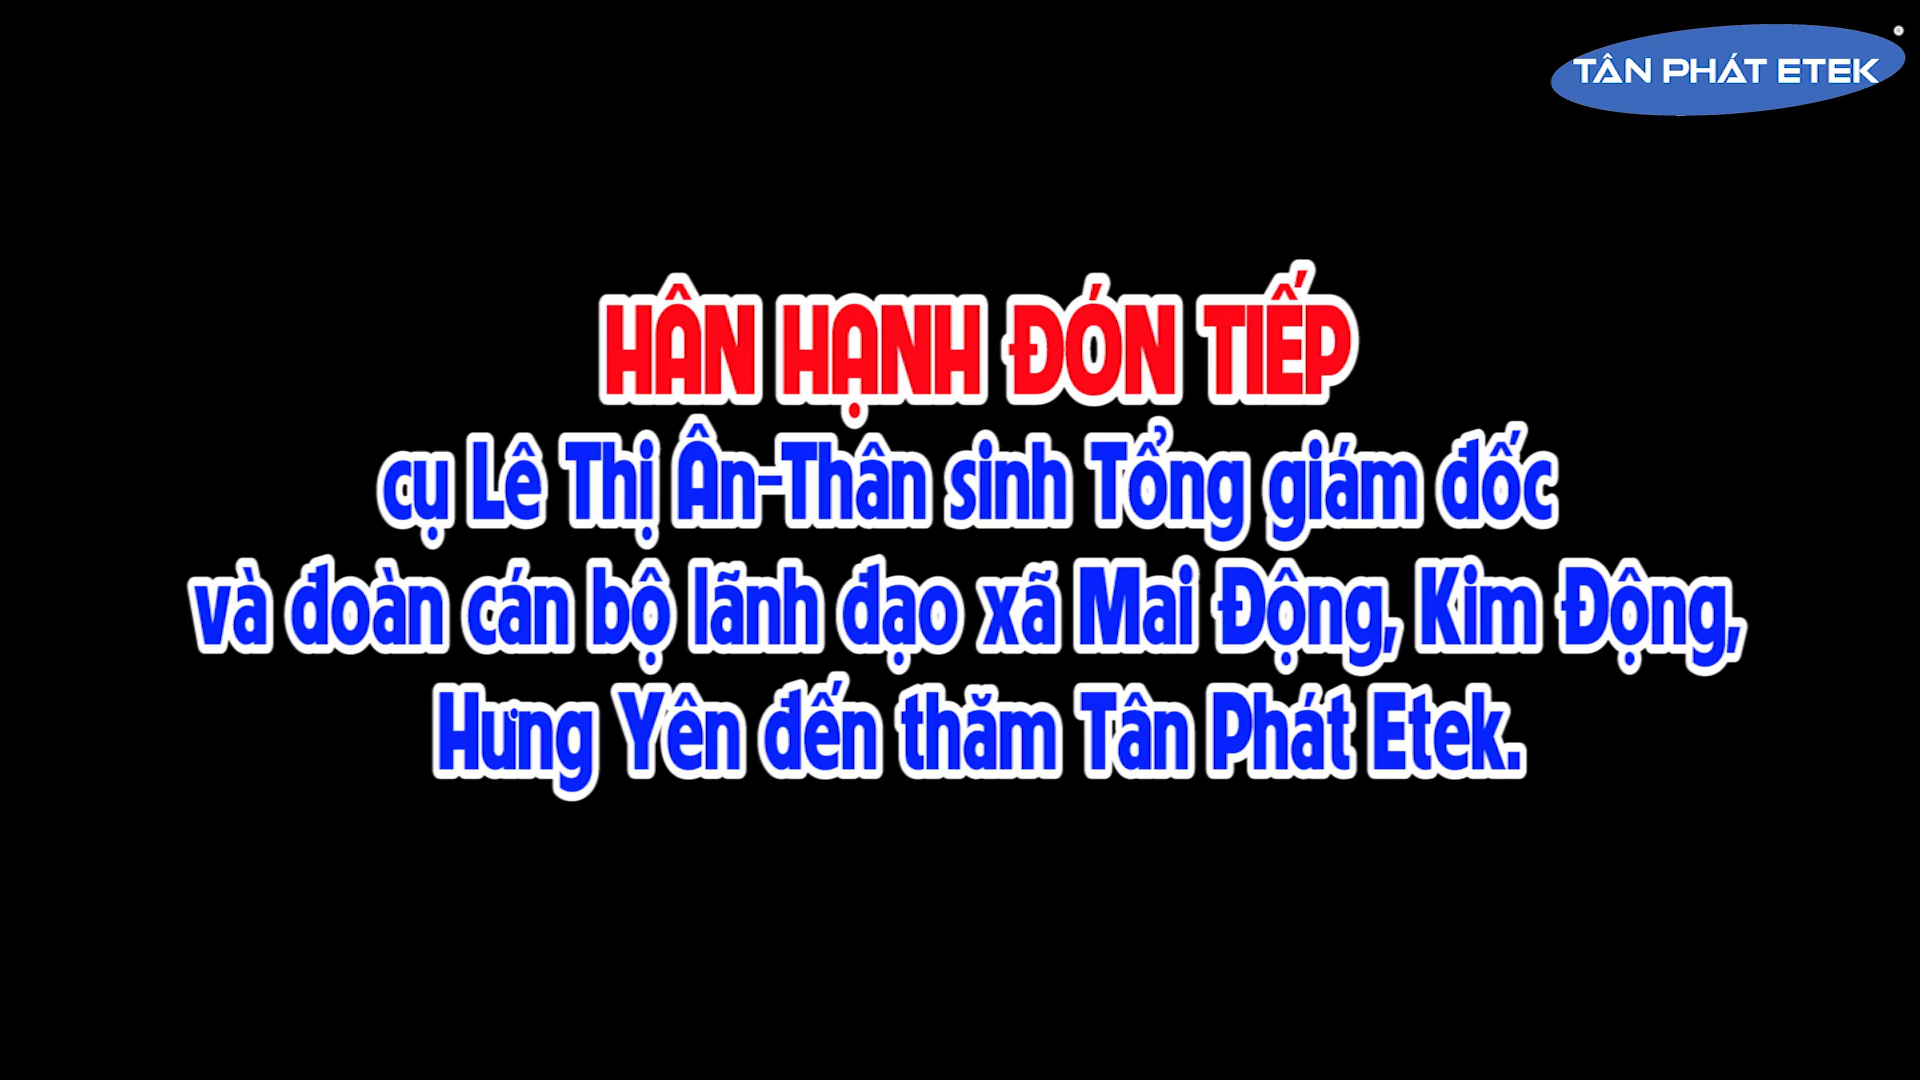 TÂN PHÁT ETEK
HÂN HẠNH ĐÓN TIẾP
cụ Lê Thị Ân-Thân sinh Tổng giám đốc
và đoàn cán bộ lãnh đạo xã Mai Động, Kim Động,
Hưng Yên đến thăm Tân Phát Etek.